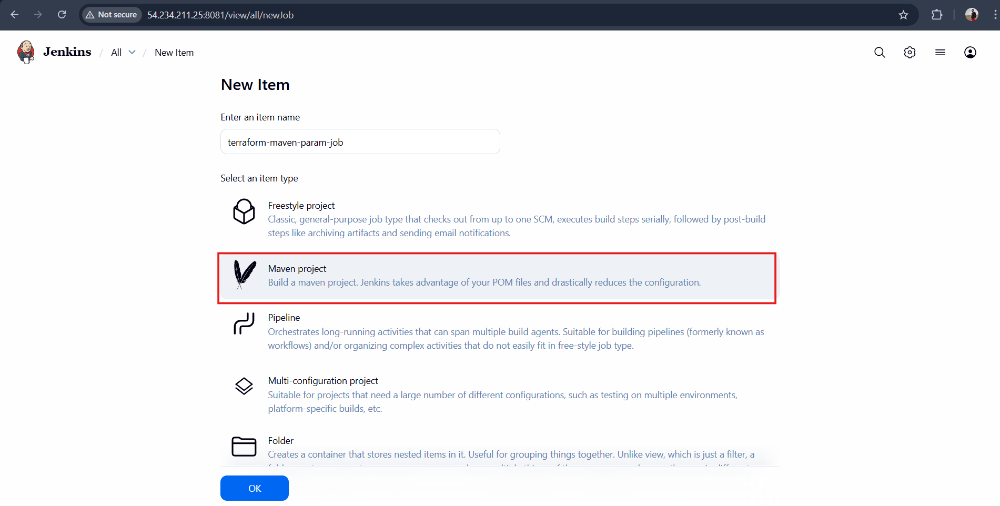 Not secure 54.234.211.25:8081/view/all/newJob
Jenkins / All / New Item
New Item
Enter an item name
terraform-maven-param-job
Select an item type
Freestyle project
Classic, general-purpose job type that checks out from up to one SCM, executes build steps serially, followed by post-build
steps like archiving artifacts and sending email notifications.
Maven project
Build a maven project. Jenkins takes advantage of your POM files and drastically reduces the configuration.
Pipeline
Orchestrates long-running activities that can span multiple build agents. Suitable for building pipelines (formerly known as
workflows) and/or organizing complex activities that do not easily fit in free-style job type.
Multi-configuration project
Suitable for projects that need a large number of different configurations, such as testing on multiple environments,
platform-specific builds, etc.
Folder
Creates a container that stores nested items in it. Useful for grouping things together. Unlike view, which is just a filter, a
OK